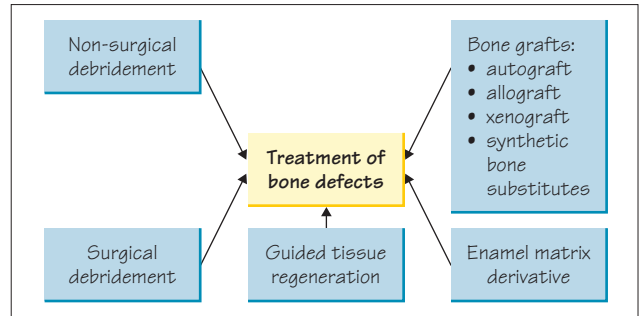 Non-surgical
debridement
Bone grafts:
• autograft
• allograft
• xenograft
• synthetic
bone
substitutes
Treatment of
bone defects
Surgical
debridement
Guided tissue
regeneration
Enamel matrix
derivative